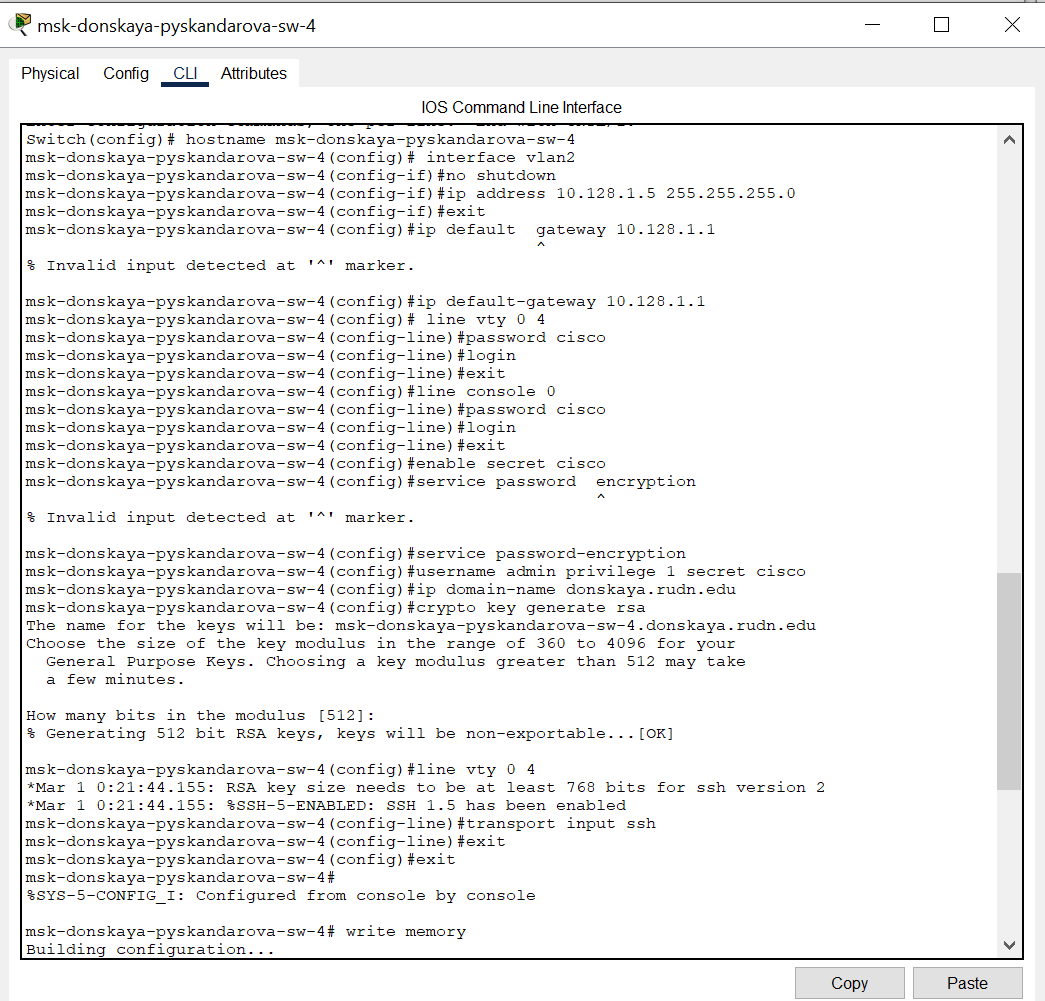 msk-donskaya-pyskandarova-sw-4
Physical Config CLI Attributes
IOS Command Line Interface
Switch(config)# hostname msk-donskaya-pyskandarova-sw-4
msk-donskaya-pyskandarova-sw-4(config)# interface vlan2
msk-donskaya-pyskandarova-sw-4(config-if)#no shutdown
msk-donskaya-pyskandarova-sw-4(config-if)#ip address 10.128.1.5 255.255.255.0
msk-donskaya-pyskandarova-sw-4(config-if)#exit
msk-donskaya-pyskandarova-sw-4(config)#ip default  gateway 10.128.1.1
^
% Invalid input detected at '^' marker.
msk-donskaya-pyskandarova-sw-4(config)#ip default-gateway 10.128.1.1
msk-donskaya-pyskandarova-sw-4(config)# line vty 0 4
msk-donskaya-pyskandarova-sw-4(config-line)#password cisco
msk-donskaya-pyskandarova-sw-4(config-line)#login
msk-donskaya-pyskandarova-sw-4(config-line)#exit
msk-donskaya-pyskandarova-sw-4(config)#line console 0
msk-donskaya-pyskandarova-sw-4(config-line)#password cisco
msk-donskaya-pyskandarova-sw-4(config-line)#login
msk-donskaya-pyskandarova-sw-4(config-line)#exit
msk-donskaya-pyskandarova-sw-4(config)#enable secret cisco
msk-donskaya-pyskandarova-sw-4(config)#service password  encryption
^
% Invalid input detected at '^' marker.
msk-donskaya-pyskandarova-sw-4(config)#service password-encryption
msk-donskaya-pyskandarova-sw-4(config)#username admin privilege 1 secret cisco
msk-donskaya-pyskandarova-sw-4(config)#ip domain-name donskaya.rudn.edu
msk-donskaya-pyskandarova-sw-4(config)#crypto key generate rsa
The name for the keys will be: msk-donskaya-pyskandarova-sw-4.donskaya.rudn.edu
Choose the size of the key modulus in the range of 360 to 4096 for your
General Purpose Keys. Choosing a key modulus greater than 512 may take
a few minutes.
How many bits in the modulus [512]:
% Generating 512 bit RSA keys, keys will be non-exportable...[OK]
msk-donskaya-pyskandarova-sw-4(config)#line vty 0 4
*Mar 1 0:21:44.155: RSA key size needs to be at least 768 bits for ssh version 2
*Mar 1 0:21:44.155: %SSH-5-ENABLED: SSH 1.5 has been enabled
msk-donskaya-pyskandarova-sw-4(config-line)#transport input ssh
msk-donskaya-pyskandarova-sw-4(config-line)#exit
msk-donskaya-pyskandarova-sw-4(config)#exit
msk-donskaya-pyskandarova-sw-4#
%SYS-5-CONFIG_I: Configured from console by console
msk-donskaya-pyskandarova-sw-4# write memory
Building configuration...
Copy Paste